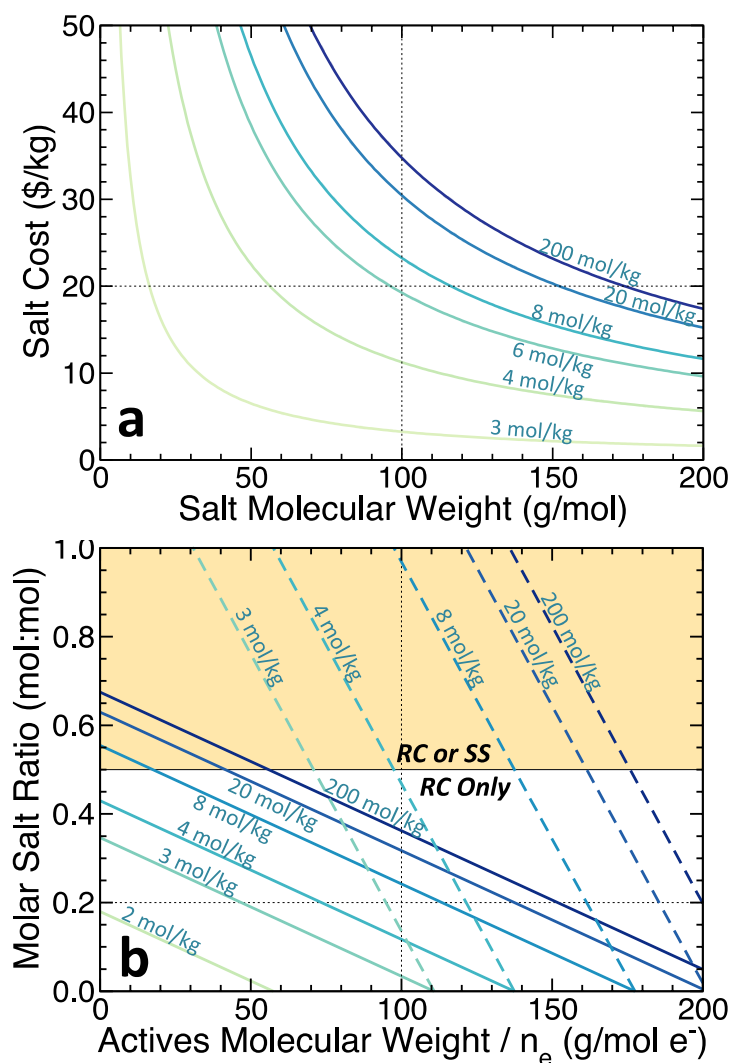 50
40
30
20
10
0
Salt Cost ($/kg)
200 mol/kg
20 mol/kg
8 mol/kg
6 mol/kg
4 mol/kg
3 mol/kg
a
0 50 100 150 200
Salt Molecular Weight (g/mol)
1.0
0.8
0.6
0.4
0.2
0.0
Molar Salt Ratio (mol:mol)
3 mol/kg
4 mol/kg
8 mol/kg
20 mol/kg
200 mol/kg
RC or SS
RC Only
200 mol/kg
20 mol/kg
8 mol/kg
4 mol/kg
3 mol/kg
2 mol/kg
b
0 50 100 150 200
Actives Molecular Weight / nₑ (g/mol e⁻)